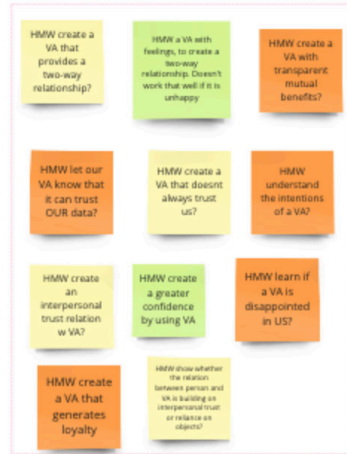 HMW create a
VA that
provides a
two-way
relationship?
HMW a VA with
feelings, to create a
two-way
relationship. Doesn't
work that well if it is
unhappy
HMW create a
VA with
transparent
mutual
benefits?
HMW let our
VA know that
it can trust
OUR data?
HMW create a
VA that doesnt
always trust
us?
HMW
understand
the intentions
of a VA?
HMW create
an
interpersonal
trust relation
w VA?
HMW create
a greater
confidence
by using VA
HMW learn if
a VA is
disappointed
in US?
HMW create
a VA that
generates
loyalty
HMW show whether
the relation
between person and
VA is building on
interpersonal trust
or reliance on
objects?